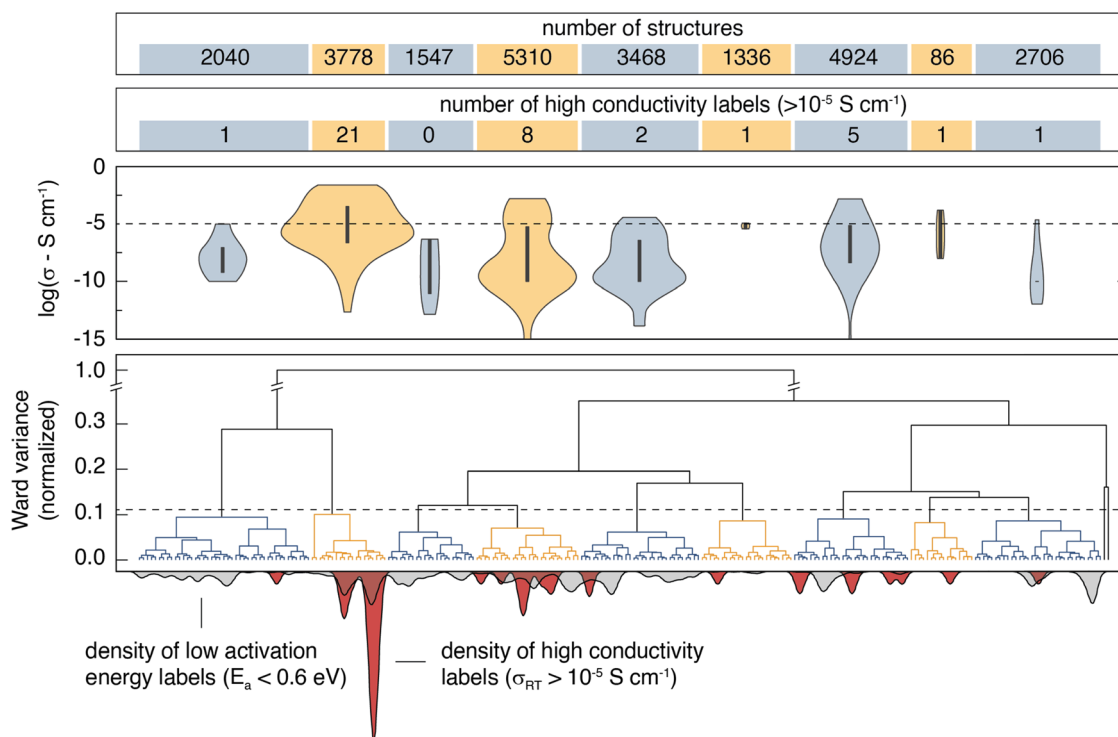 number of structures
2040 3778 1547 5310 3468 1336 4924 86 2706
number of high conductivity labels (>10⁻⁵ S cm⁻¹)
1 21 0 8 2 1 5 1 1
0
-5
-10
-15
log(σ - S cm⁻¹)
1.0
0.3
0.2
0.1
0.0
Ward variance
(normalized)
density of low activation
energy labels (Eₐ < 0.6 eV)
density of high conductivity
labels (σ_RT > 10⁻⁵ S cm⁻¹)